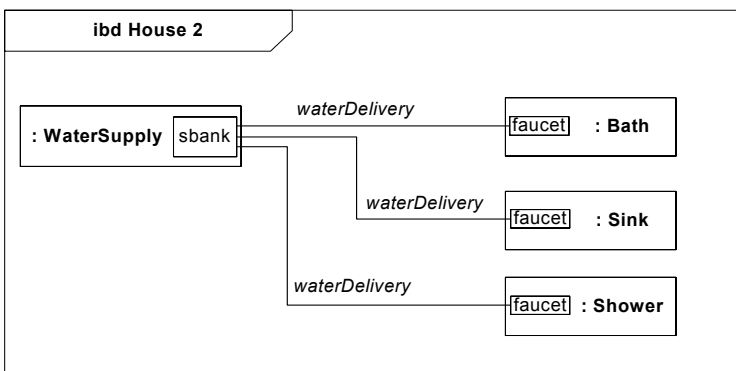 ibd House 2
waterDelivery
: WaterSupply sbank
faucet : Bath
waterDelivery
faucet : Sink
waterDelivery
faucet : Shower